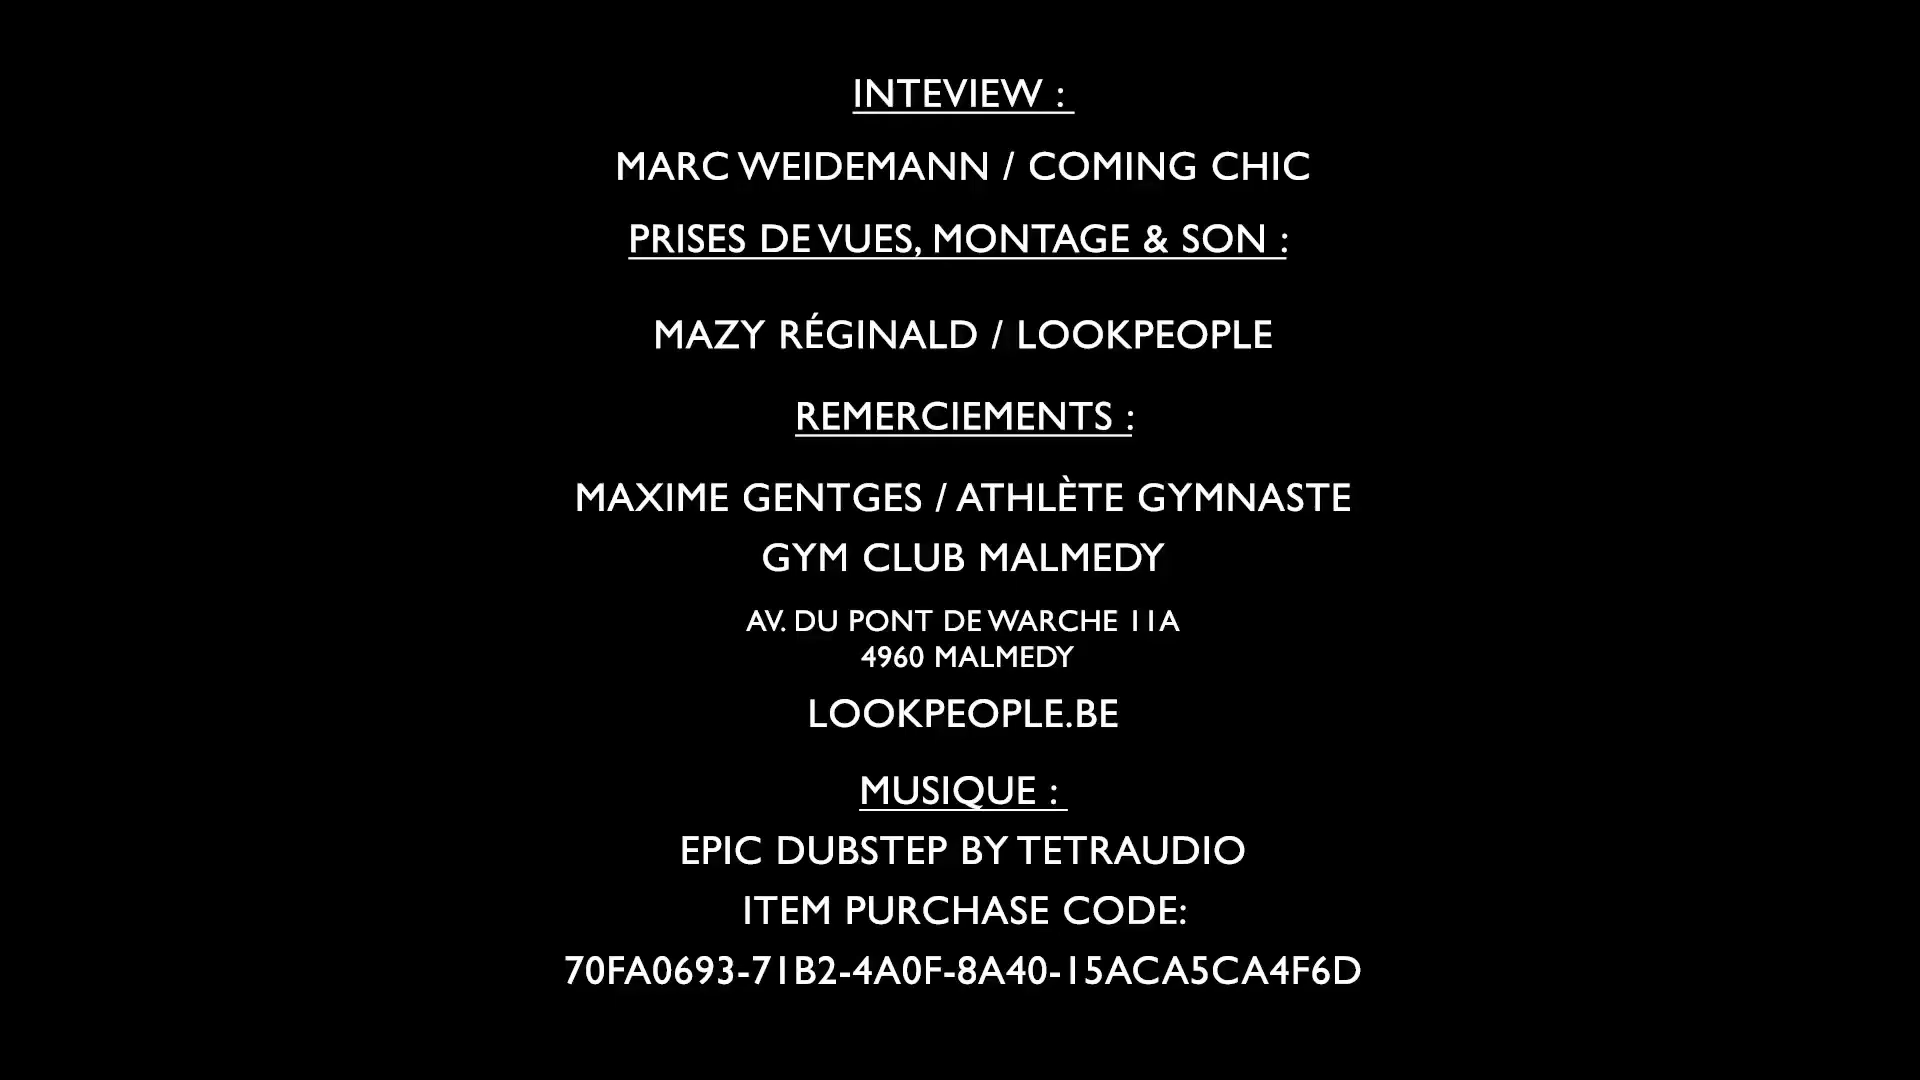 INTEVIEW :
MARC WEIDEMANN / COMING CHIC
PRISES DE VUES, MONTAGE & SON :
MAZY RÉGINALD / LOOKPEOPLE
REMERCIEMENTS :
MAXIME GENTGES / ATHLÈTE GYMNASTE
GYM CLUB MALMEDY
AV. DU PONT DE WARCHE 11A
4960 MALMEDY
LOOKPEOPLE.BE
MUSIQUE :
EPIC DUBSTEP BY TETRAUDIO
ITEM PURCHASE CODE:
70FA0693-71B2-4A0F-8A40-15ACA5CA4F6D